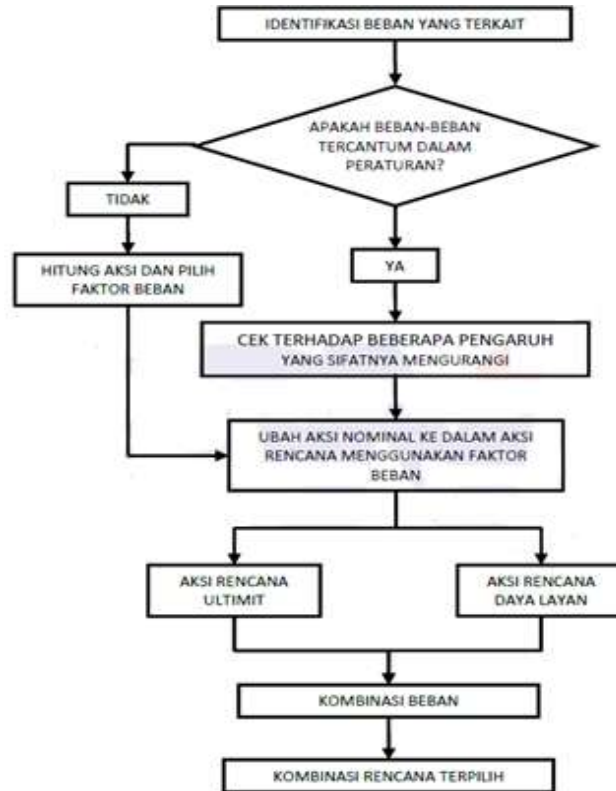 IDENTIFIKASI BEBAN YANG TERKAIT
APAKAH BEBAN-BEBAN
TERCANTUM DALAM
PERATURAN?
TIDAK
YA
HITUNG AKSI DAN PILIH
FAKTOR BEBAN
CEK TERHADAP BEBERAPA PENGARUH
YANG SIFATNYA MENGURANGI
UBAH AKSI NOMINAL KE DALAM AKSI
RENCANA MENGGUNAKAN FAKTOR
BEBAN
AKSI RENCANA
ULTIMIT
AKSI RENCANA
DAYA LAYAN
KOMBINASI BEBAN
KOMBINASI RENCANA TERPILIH